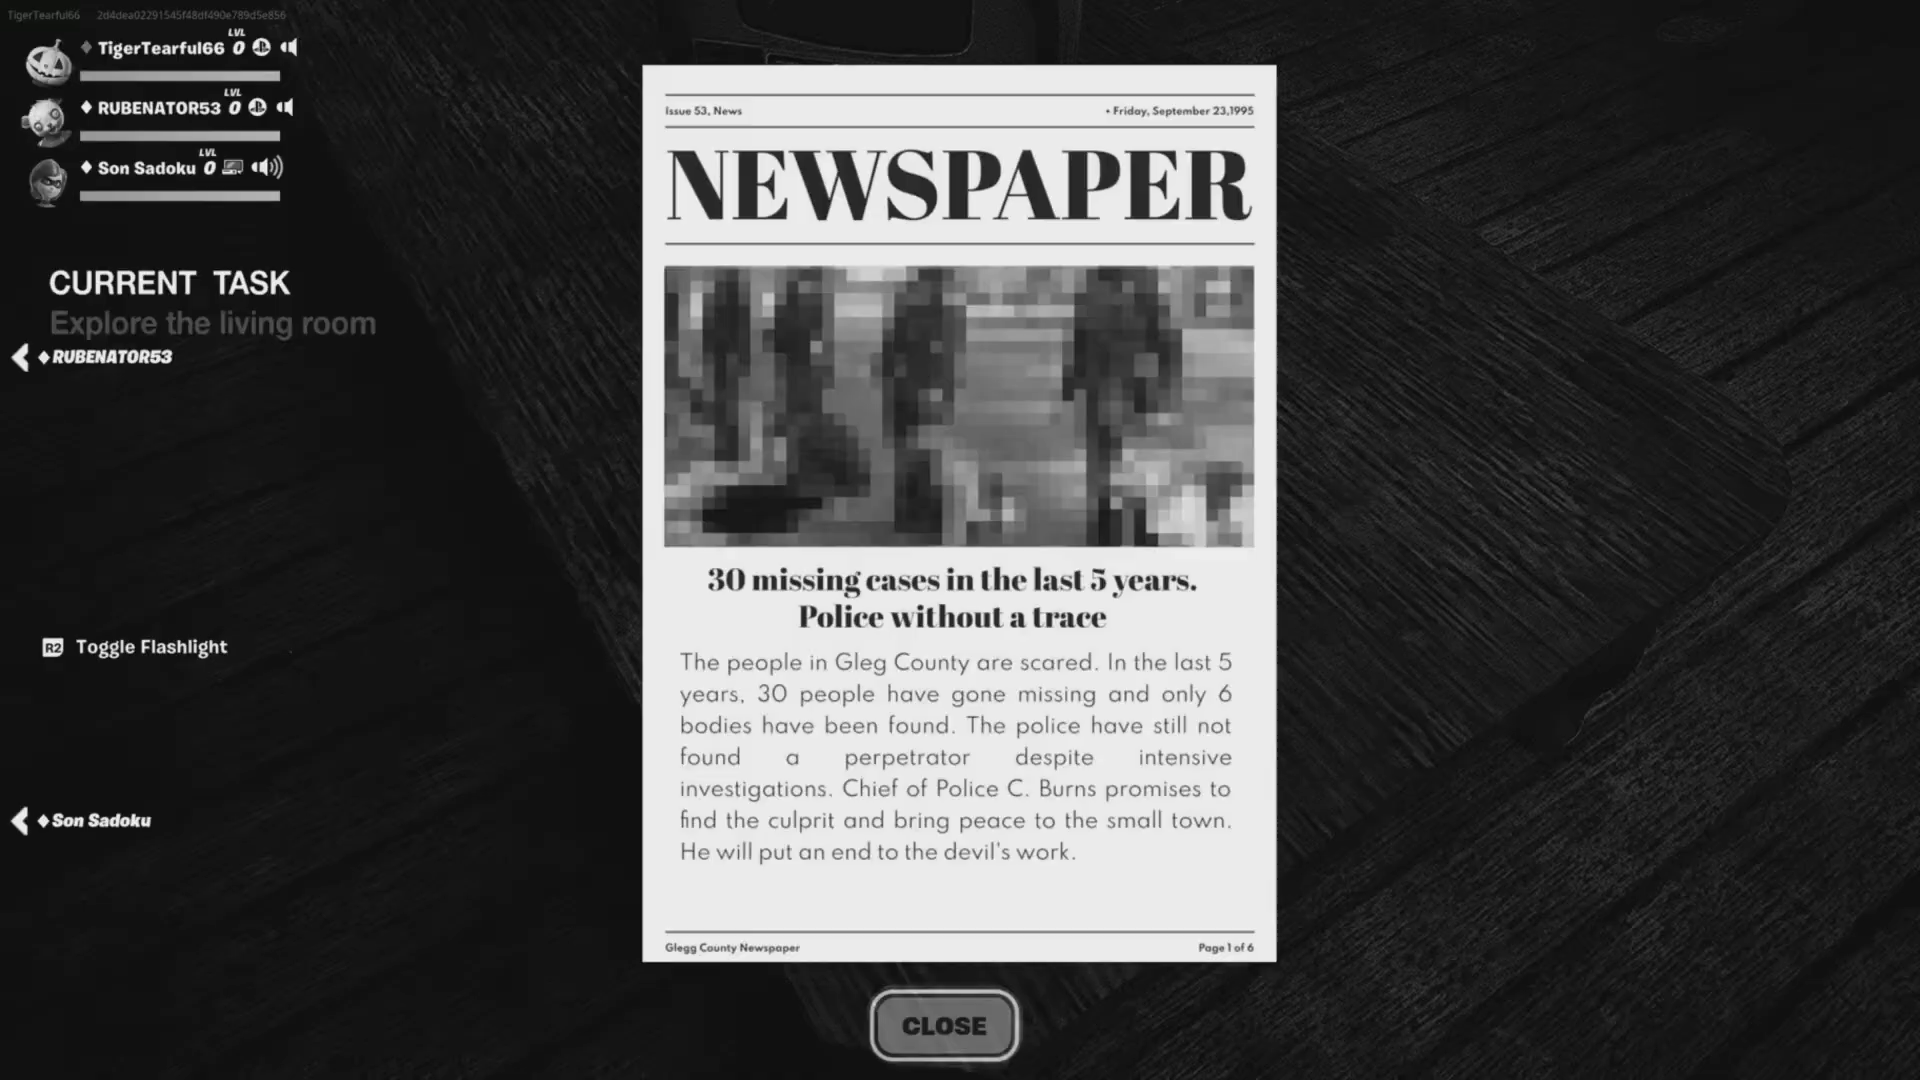 TigerTearful66 2d4dea02291545f48df490e789d5e856
LVL
TigerTearful66 0
LVL
RUBENATOR53 0
LVL
Son Sadoku 0
CURRENT TASK
Explore the living room
RUBENATOR53
R2 Toggle Flashlight
Son Sadoku
Issue 53, News • Friday, September 23,1995
NEWSPAPER
30 missing cases in the last 5 years.
Police without a trace
The people in Gleg County are scared. In the last 5
years, 30 people have gone missing and only 6
bodies have been found. The police have still not
found a perpetrator despite intensive
investigations. Chief of Police C. Burns promises to
find the culprit and bring peace to the small town.
He will put an end to the devil's work.
Glegg County Newspaper Page 1 of 6
CLOSE